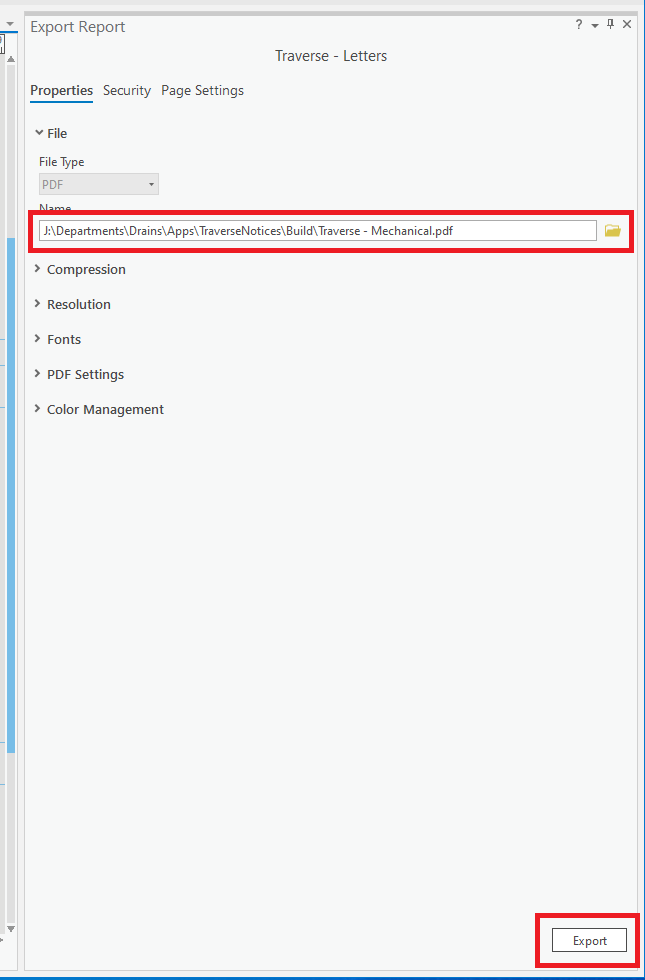 Export Report
?
Traverse - Letters
Properties Security Page Settings
File
File Type
PDF
Name
J:\Departments\Drains\Apps\TraverseNotices\Build\Traverse - Mechanical.pdf
Compression
Resolution
Fonts
PDF Settings
Color Management
Export